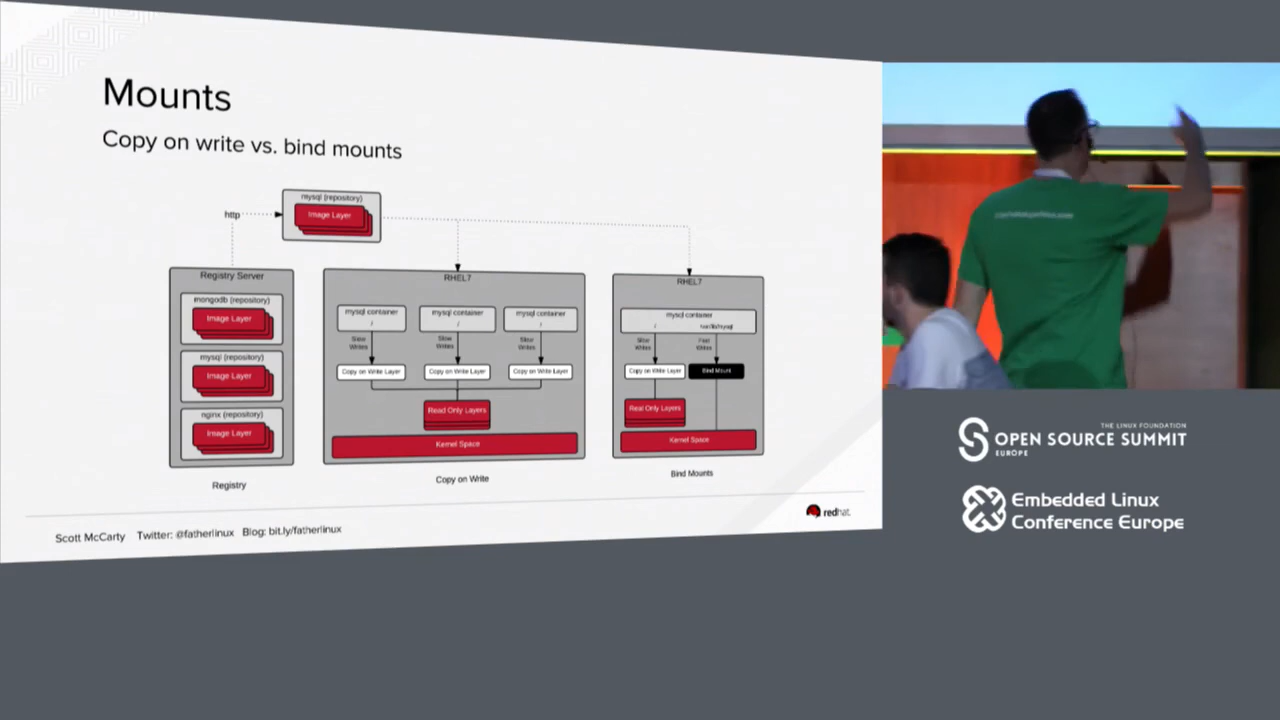 Mounts
Copy on write vs. bind mounts
mysql (repository)
Image Layer
http
Registry Server
mongodb (repository)
Image Layer
mysql (repository)
Image Layer
nginx (repository)
Image Layer
Registry
RHEL7
mysql container
/
mysql container
/
mysql container
/
Slow
Writes
Slow
Writes
Slow
Writes
Copy on Write Layer
Copy on Write Layer
Copy on Write Layer
Read Only Layers
Kernel Space
Copy on Write
RHEL7
mysql container
/
/var/lib/mysql
Slow
Writes
Fast
Writes
Copy on Write Layer
Bind Mount
Real Only Layers
Kernel Space
Bind Mounts
redhat.
Scott McCarty Twitter: @fatherlinux Blog: bit.ly/fatherlinux
THE LINUX FOUNDATION
OPEN SOURCE SUMMIT
EUROPE
Embedded Linux
Conference Europe